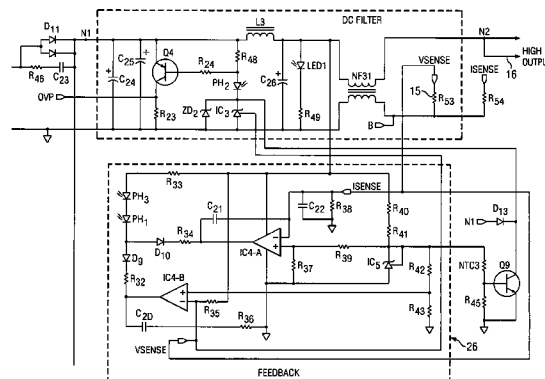 D11
N1
L3
DC FILTER
N2
HIGH OUTPUT
16
R46
C23
C24
C25
Q4
R24
R48
PH2
C26
LED1
NF31
VSENSE
ISENSE
15
R53
R54
OVP
R23
ZD2
IC3
R49
B
R33
PH3
PH1
C21
C22
R38
ISENSE
R40
R41
N1
D13
D10
R34
IC4-A
D9
R37
R39
IC5
R42
NTC3
Q9
R32
IC4-B
R35
R43
R45
C20
R36
VSENSE
26
FEEDBACK